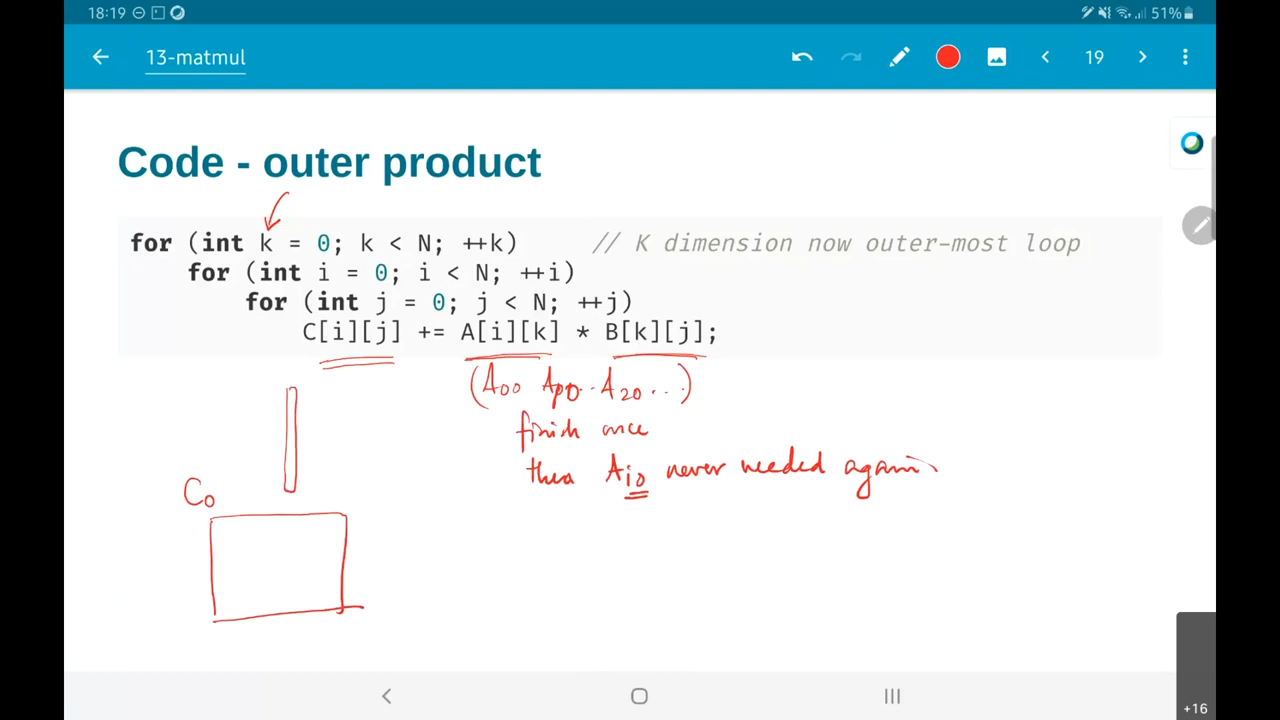 18:19 51%
13-matmul 19
Code - outer product
for (int k = 0; k < N; ++k) // K dimension now outer-most loop
for (int i = 0; i < N; ++i)
for (int j = 0; j < N; ++j)
C[i][j] += A[i][k] * B[k][j];
(A00 A10.. A20 ...)
finish once
then Ai0 never needed again
C0
+16